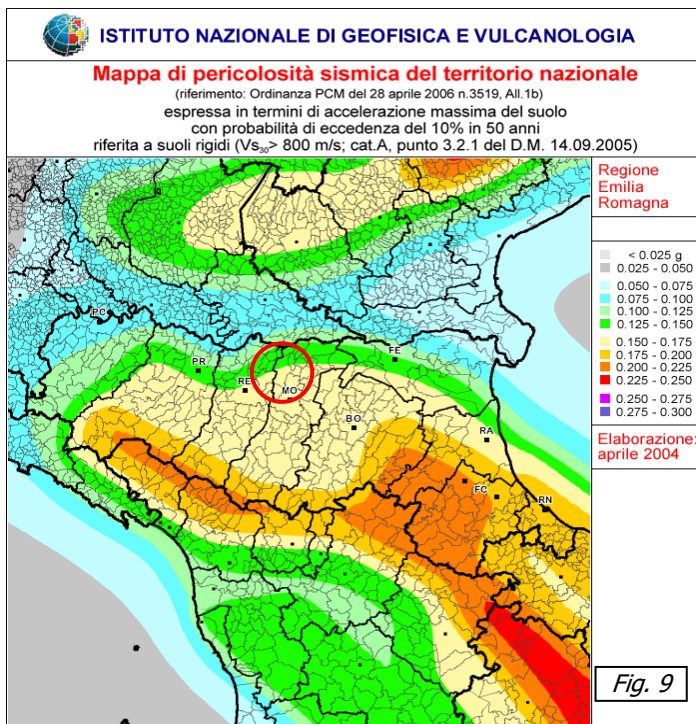 ISTITUTO NAZIONALE DI GEOFISICA E VULCANOLOGIA
Mappa di pericolosità sismica del territorio nazionale
(riferimento: Ordinanza PCM del 28 aprile 2006 n.3519, All.1b)
espressa in termini di accelerazione massima del suolo
con probabilità di eccedenza del 10% in 50 anni
riferita a suoli rigidi (Vs30> 800 m/s; cat.A, punto 3.2.1 del D.M. 14.09.2005)
Regione
Emilia
Romagna
< 0.025 g
0.025 - 0.050
0.050 - 0.075
0.075 - 0.100
0.100 - 0.125
0.125 - 0.150
0.150 - 0.175
0.175 - 0.200
0.200 - 0.225
0.225 - 0.250
0.250 - 0.275
0.275 - 0.300
Elaborazione:
aprile 2004
PC
PR
RE
MO
FE
BO
RA
FC
RN
Fig. 9